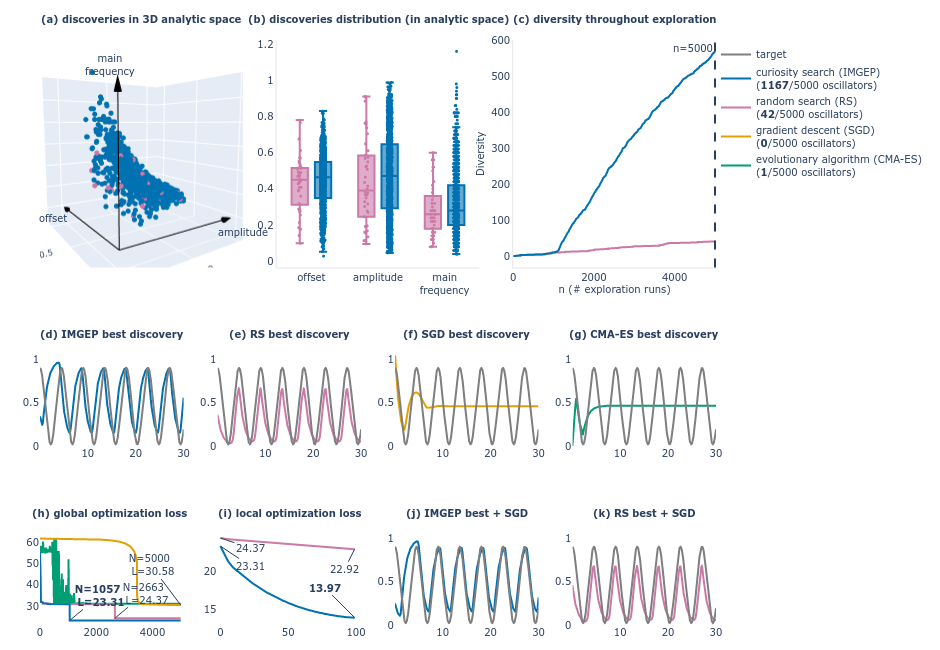 (a) discoveries in 3D analytic space (b) discoveries distribution (in analytic space) (c) diversity throughout exploration
main
frequency
offset
amplitude
0.5
0
1.2
1
0.8
0.6
0.4
0.2
0
offset amplitude main
frequency
Diversity
600
500
400
300
200
100
0
n=5000
0 2000 4000
n (# exploration runs)
target
curiosity search (IMGEP)
(1167/5000 oscillators)
random search (RS)
(42/5000 oscillators)
gradient descent (SGD)
(0/5000 oscillators)
evolutionary algorithm (CMA-ES)
(1/5000 oscillators)
(d) IMGEP best discovery (e) RS best discovery (f) SGD best discovery (g) CMA-ES best discovery
1 1 1 1
0.5 0.5 0.5 0.5
0 0 0 0
10 20 30 10 20 30 10 20 30 10 20 30
(h) global optimization loss (i) local optimization loss (j) IMGEP best + SGD (k) RS best + SGD
60
50
40
30
N=5000
L=30.58
N=1057
L=23.31
N=2663
L=24.37
0 2000 4000
24.37
23.31
22.92
13.97
20
15
0 50 100
1 1
0.5 0.5
0 0
10 20 30 10 20 30